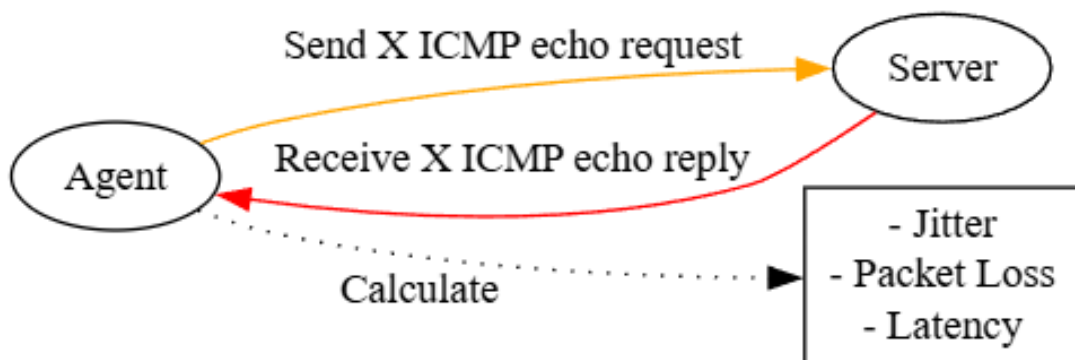 Send X ICMP echo request
Server
Agent
Receive X ICMP echo reply
Calculate
- Jitter
- Packet Loss
- Latency